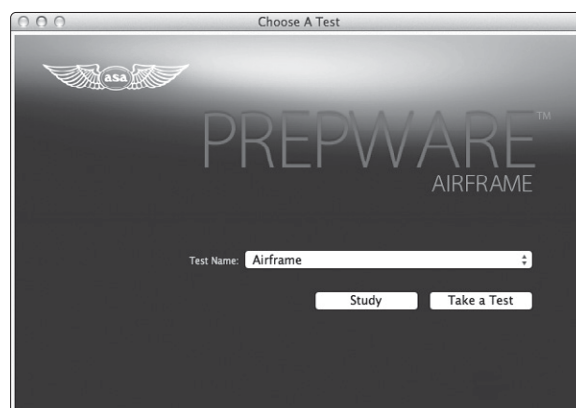 Choose A Test
asa
PREPWARE™
AIRFRAME
Test Name: Airframe
Study Take a Test